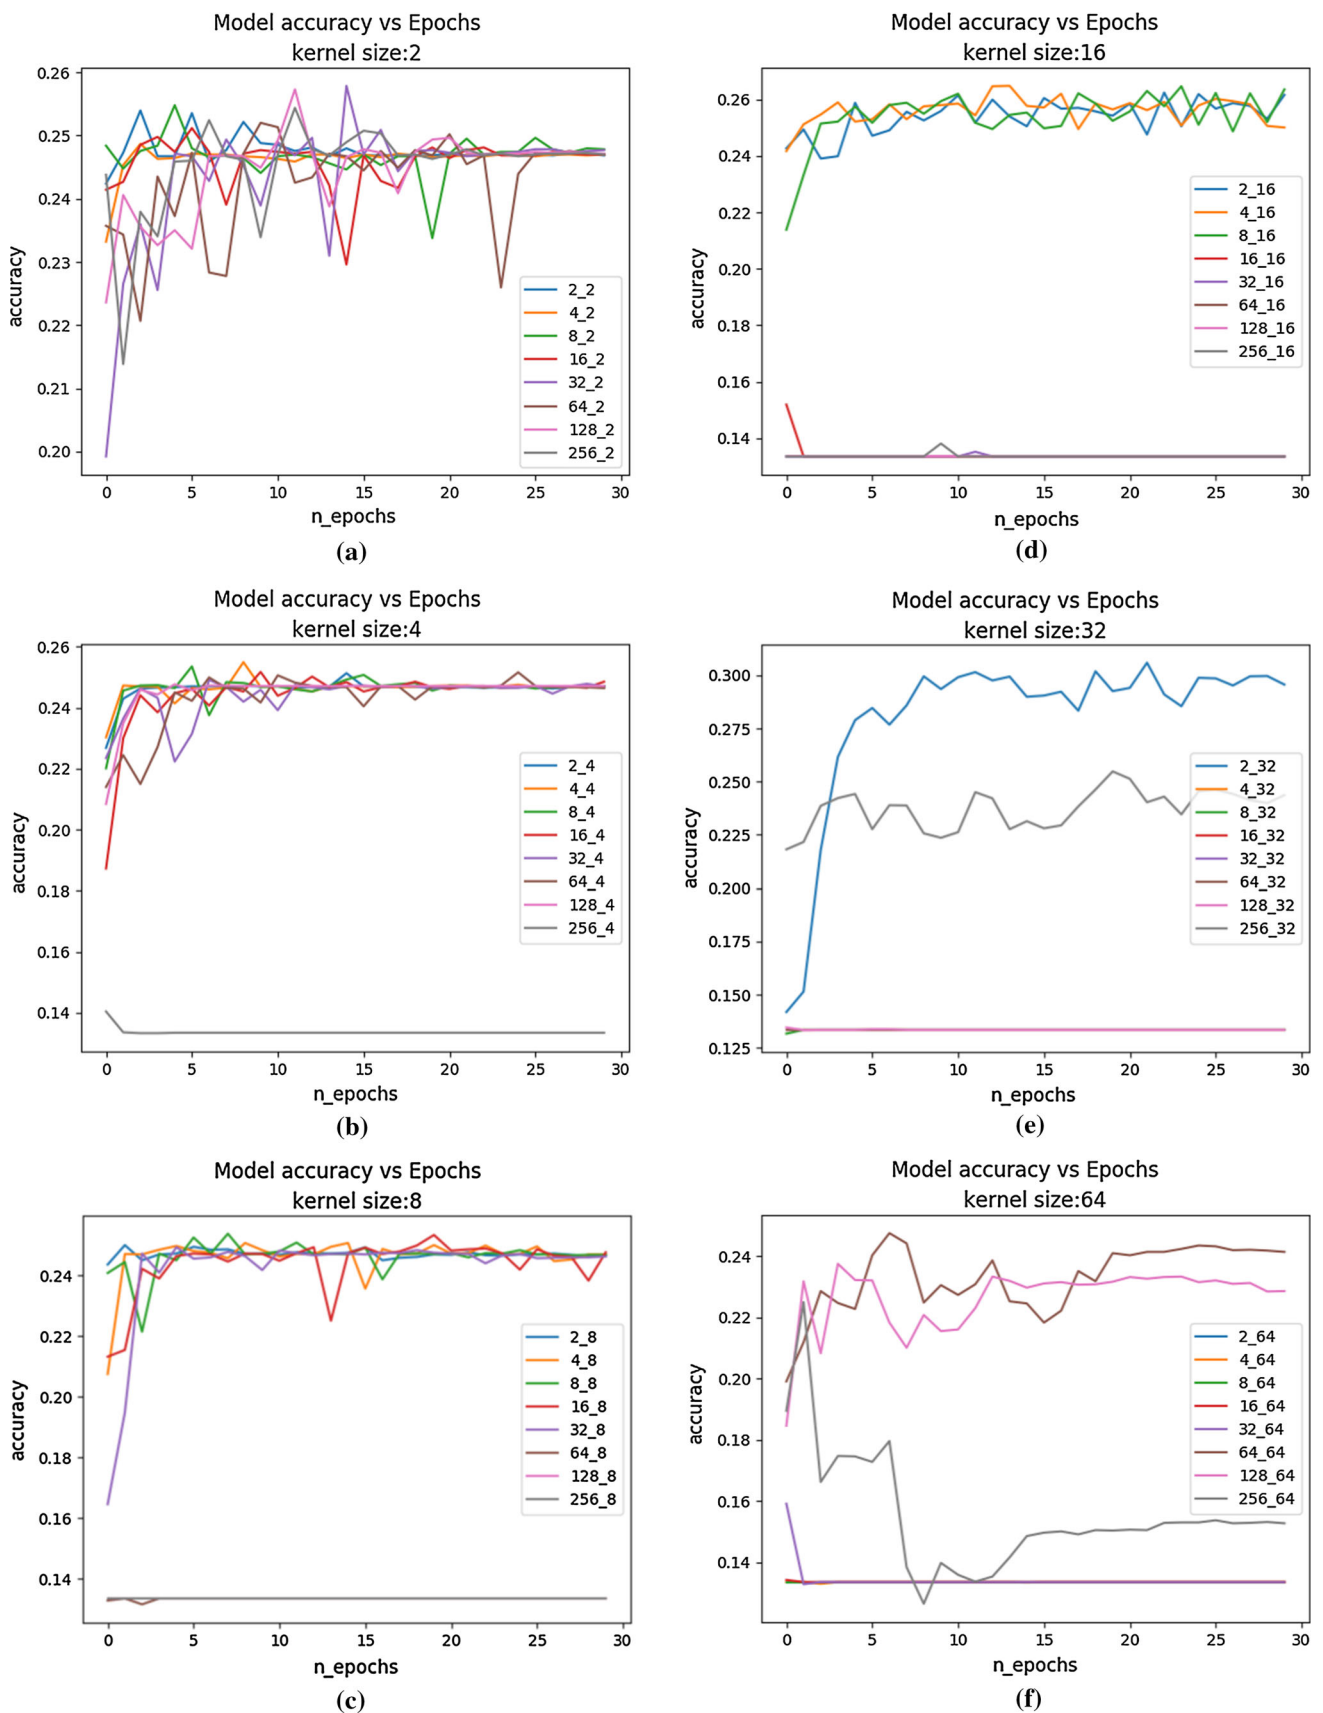 Model accuracy vs Epochs
kernel size:2
accuracy
0.26
0.25
0.24
0.23
0.22
0.21
0.20
2_2
4_2
8_2
16_2
32_2
64_2
128_2
256_2
0 5 10 15 20 25 30
n_epochs
(a)
Model accuracy vs Epochs
kernel size:16
accuracy
0.26
0.24
0.22
0.20
0.18
0.16
0.14
2_16
4_16
8_16
16_16
32_16
64_16
128_16
256_16
0 5 10 15 20 25 30
n_epochs
(d)
Model accuracy vs Epochs
kernel size:4
accuracy
0.26
0.24
0.22
0.20
0.18
0.16
0.14
2_4
4_4
8_4
16_4
32_4
64_4
128_4
256_4
0 5 10 15 20 25 30
n_epochs
(b)
Model accuracy vs Epochs
kernel size:32
accuracy
0.300
0.275
0.250
0.225
0.200
0.175
0.150
0.125
2_32
4_32
8_32
16_32
32_32
64_32
128_32
256_32
0 5 10 15 20 25 30
n_epochs
(e)
Model accuracy vs Epochs
kernel size:8
accuracy
0.24
0.22
0.20
0.18
0.16
0.14
2_8
4_8
8_8
16_8
32_8
64_8
128_8
256_8
0 5 10 15 20 25 30
n_epochs
(c)
Model accuracy vs Epochs
kernel size:64
accuracy
0.24
0.22
0.20
0.18
0.16
0.14
2_64
4_64
8_64
16_64
32_64
64_64
128_64
256_64
0 5 10 15 20 25 30
n_epochs
(f)